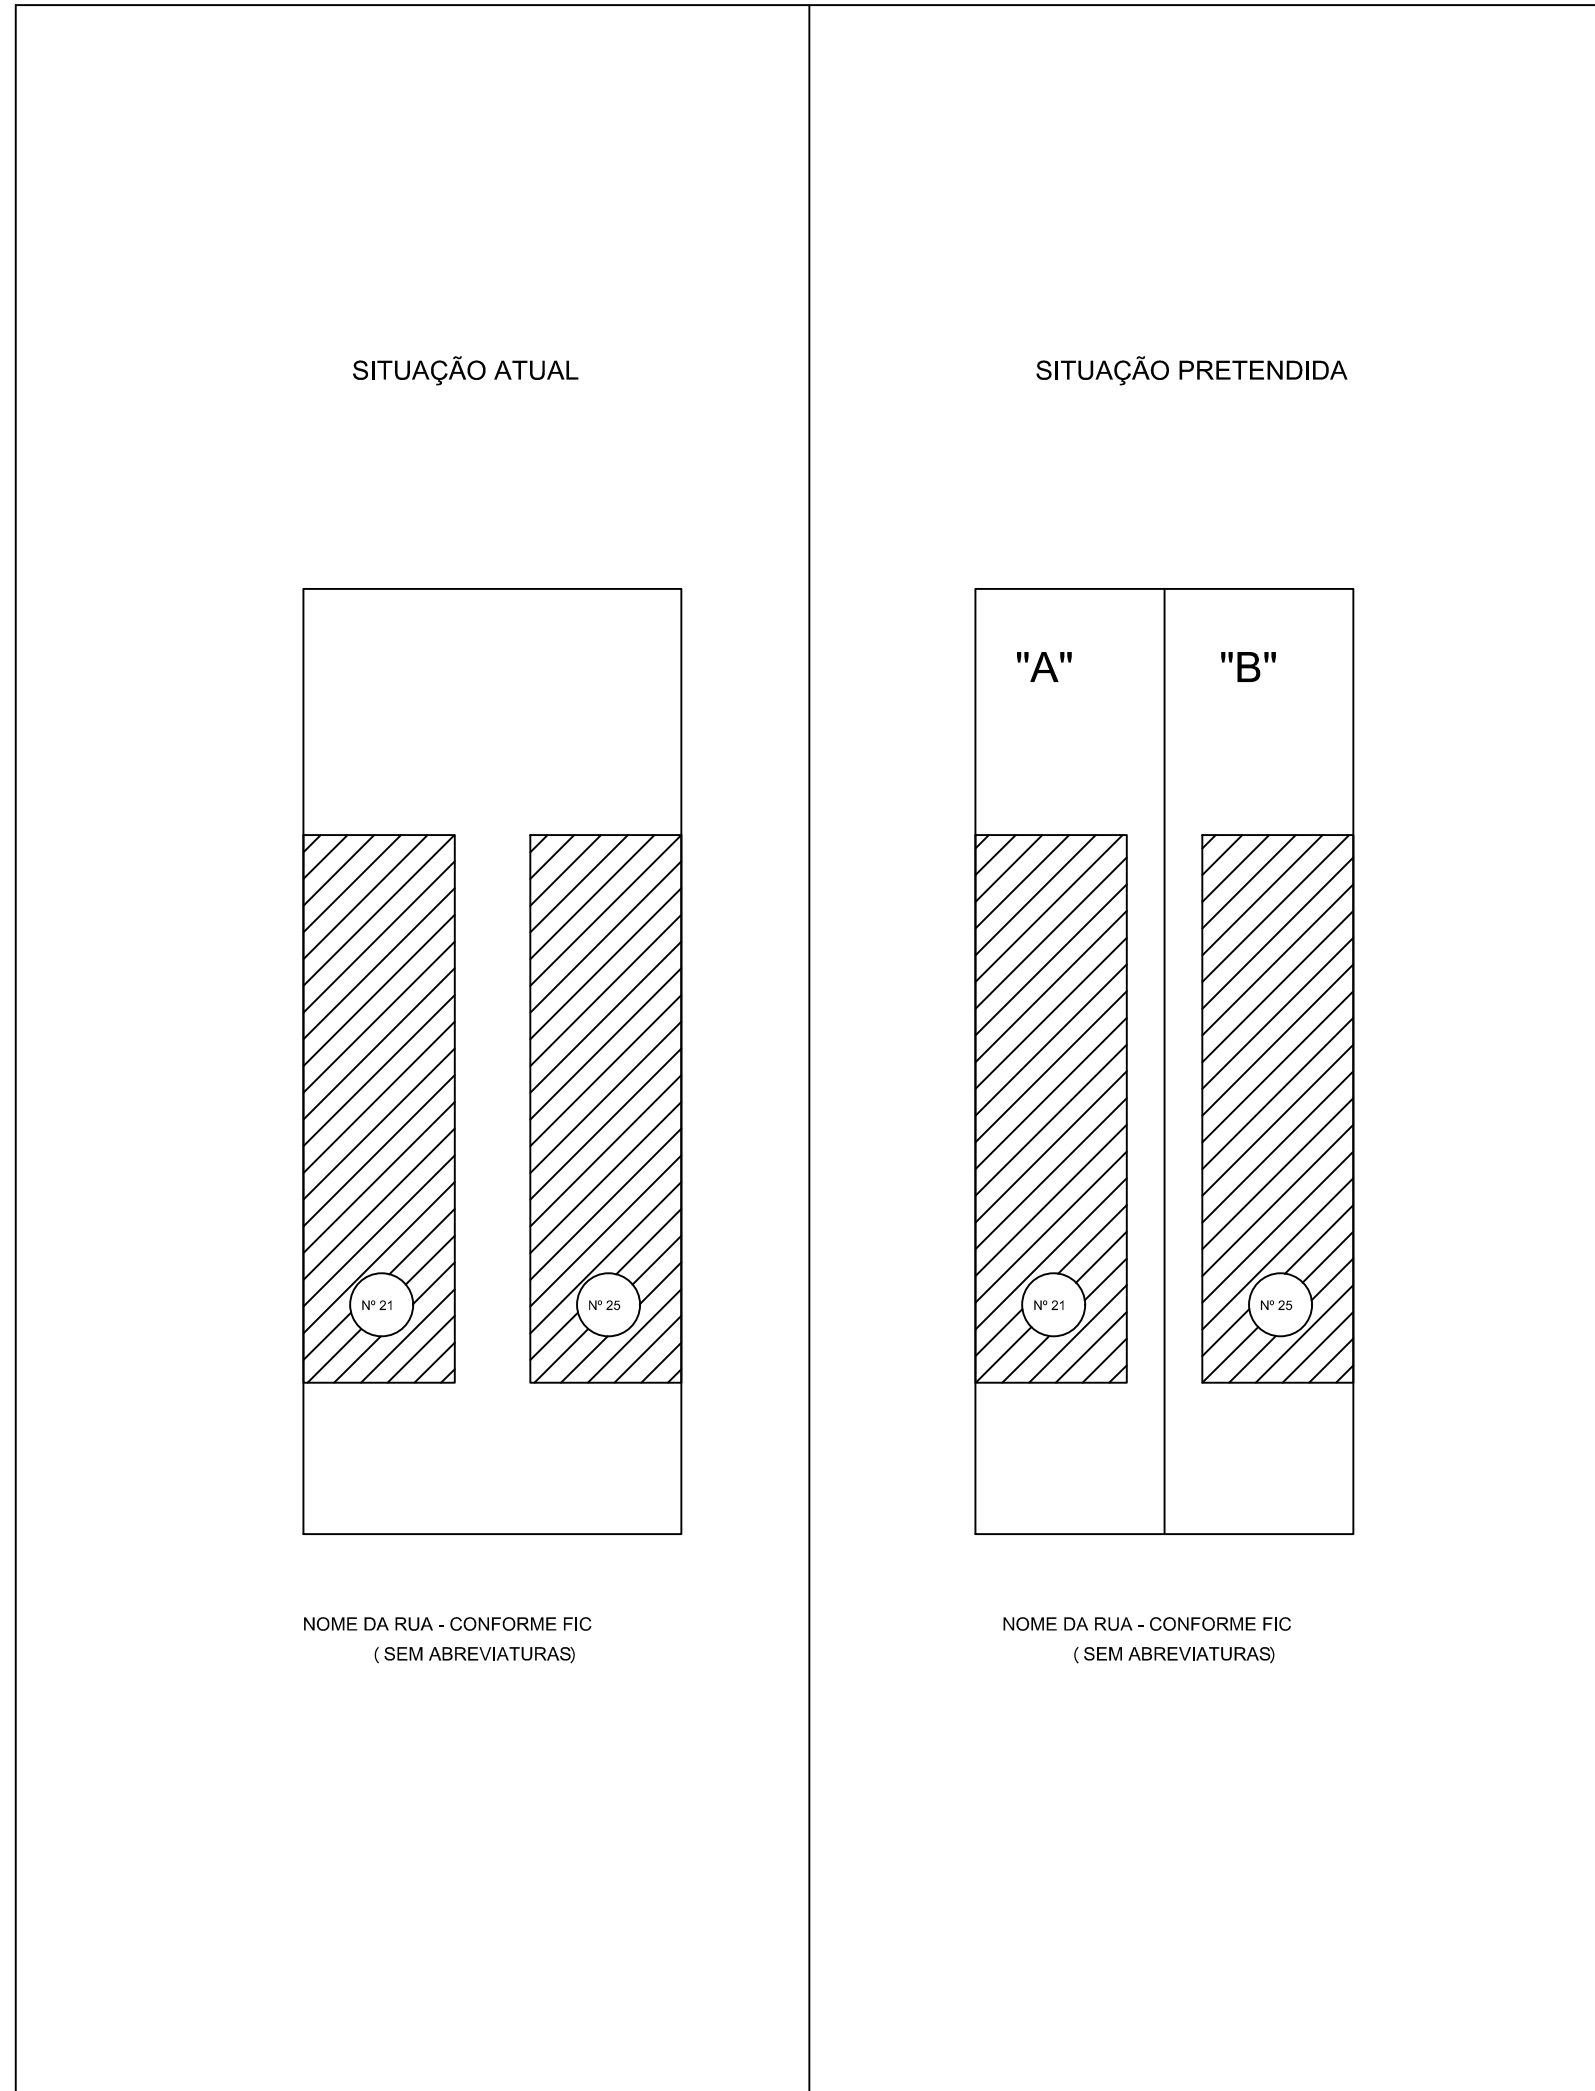 SITUAÇÃO ATUAL
Nº 21
Nº 25
NOME DA RUA - CONFORME FIC
( SEM ABREVIATURAS)
SITUAÇÃO PRETENDIDA
"A"
"B"
Nº 21
Nº 25
NOME DA RUA - CONFORME FIC
( SEM ABREVIATURAS)